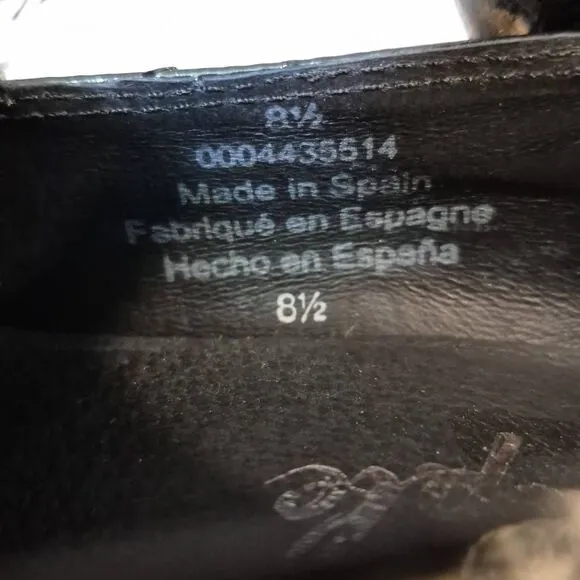 8½
0004435514
Made in Spain
Fabriqué en Espagne
Hecho en España
8½